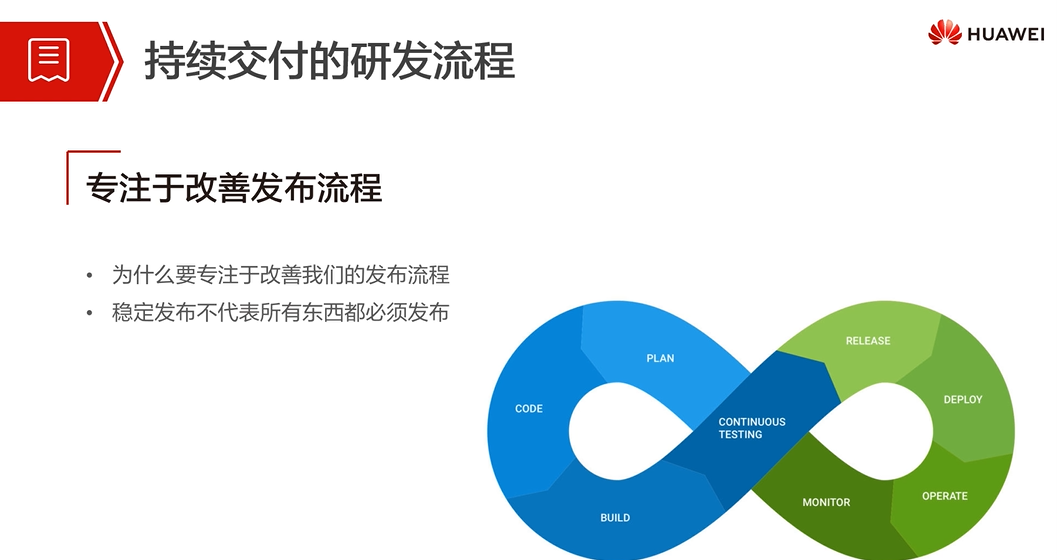 持续交付的研发流程
HUAWEI
专注于改善发布流程
• 为什么要专注于改善我们的发布流程
• 稳定发布不代表所有东西都必须发布
PLAN
CODE
BUILD
CONTINUOUS
TESTING
RELEASE
DEPLOY
OPERATE
MONITOR